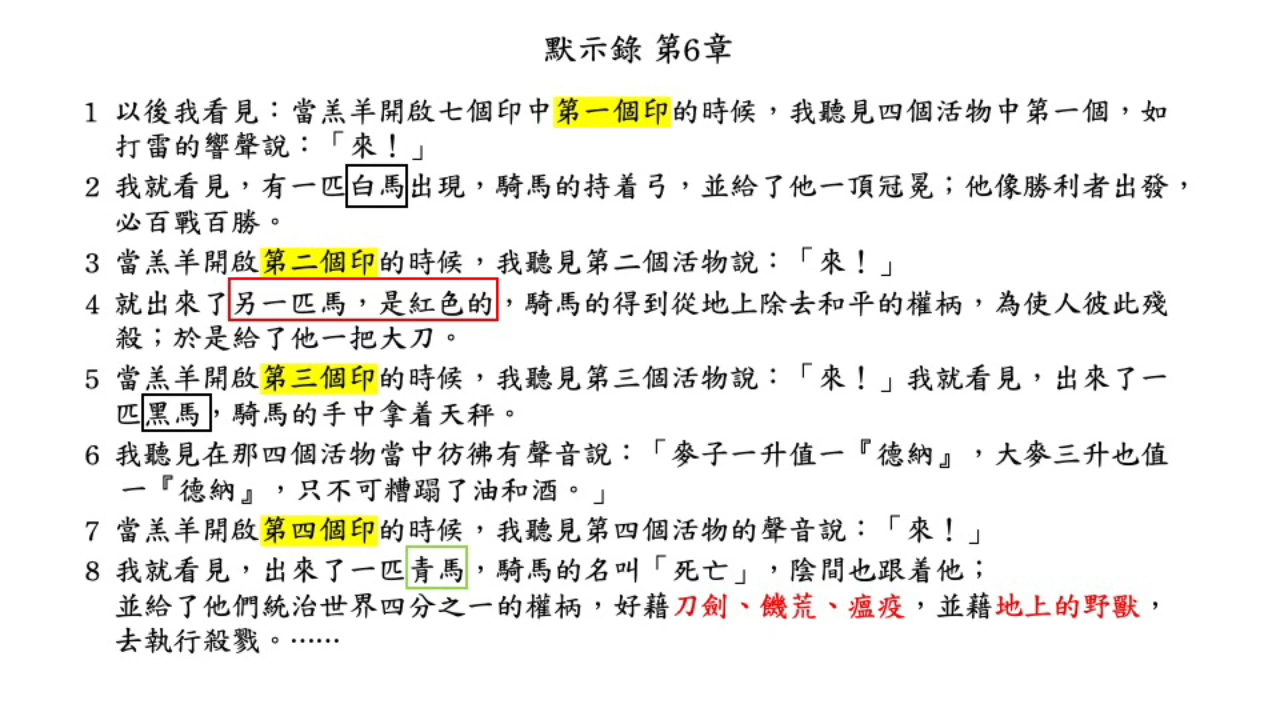 默示錄 第6章
1 以後我看見：當羔羊開啟七個印中第一個印的時候，我聽見四個活物中第一個，如
打雷的響聲說：「來！」
2 我就看見，有一匹白馬出現，騎馬的持着弓，並給了他一頂冠冕；他像勝利者出發，
必百戰百勝。
3 當羔羊開啟第二個印的時候，我聽見第二個活物說：「來！」
4 就出來了另一匹馬，是紅色的，騎馬的得到從地上除去和平的權柄，為使人彼此殘
殺；於是給了他一把大刀。
5 當羔羊開啟第三個印的時候，我聽見第三個活物說：「來！」我就看見，出來了一
匹黑馬，騎馬的手中拿着天秤。
6 我聽見在那四個活物當中彷彿有聲音說：「麥子一升值一『德納』，大麥三升也值
一『德納』，只不可糟蹋了油和酒。」
7 當羔羊開啟第四個印的時候，我聽見第四個活物的聲音說：「來！」
8 我就看見，出來了一匹青馬，騎馬的名叫「死亡」，陰間也跟着他；
並給了他們統治世界四分之一的權柄，好藉刀劍、饑荒、瘟疫，並藉地上的野獸，
去執行殺戮。……